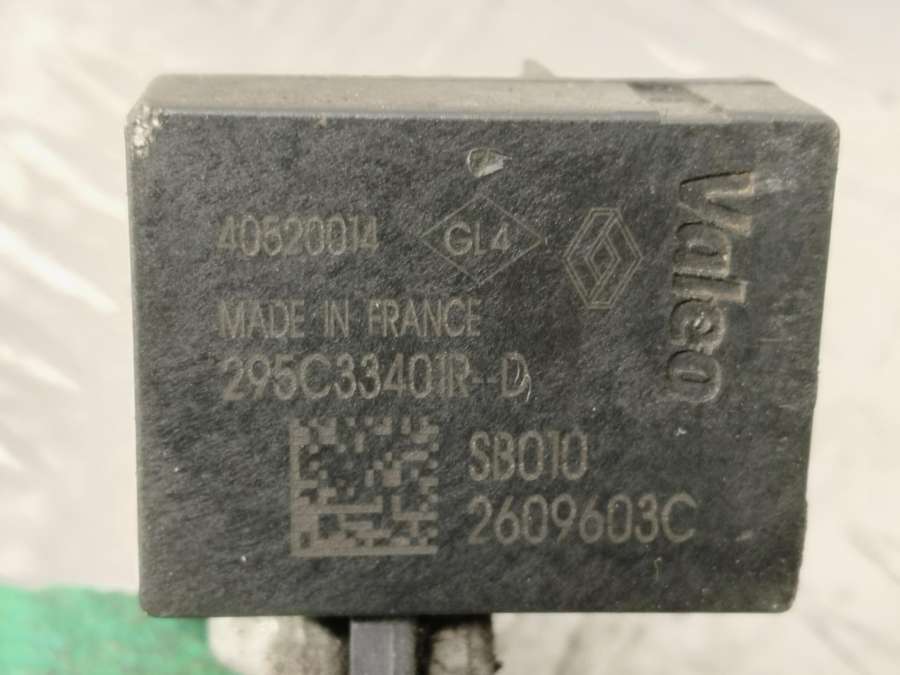 40520014 GL4
MADE IN FRANCE
295C33401R--D
SB010
2609603C
Valeo